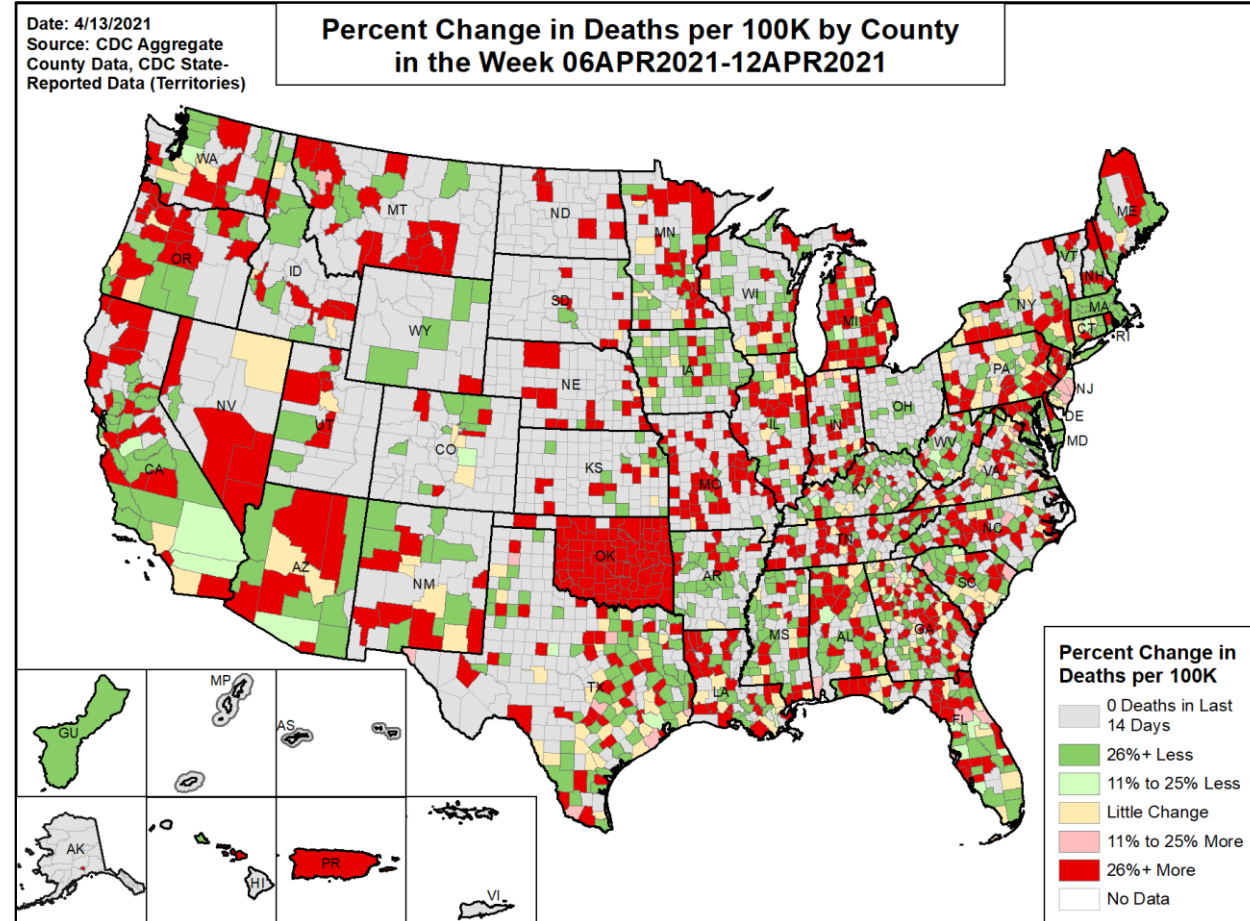 Date: 4/13/2021
Source: CDC Aggregate
County Data, CDC State-
Reported Data (Territories)
Percent Change in Deaths per 100K by County
in the Week 06APR2021-12APR2021
WA
MT
ND
MN
ME
OR
ID
SD
WI
MI
VT
NH
NY
MA
CT
RI
WY
IA
PA
NJ
NE
NV
UT
IL
IN
OH
DE
MD
CO
WV
CA
KS
MO
KY
VA
NC
TN
OK
AZ
NM
AR
SC
MS
AL
GA
TX
LA
FL
GU
MP
AS
AK
HI
PR
VI
Percent Change in
Deaths per 100K
0 Deaths in Last
14 Days
26%+ Less
11% to 25% Less
Little Change
11% to 25% More
26%+ More
No Data